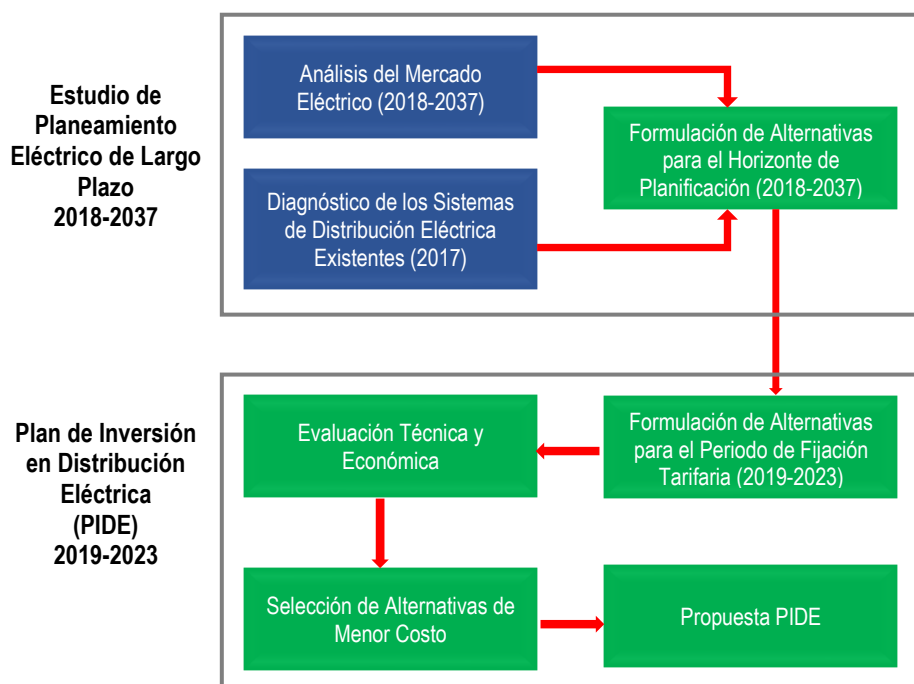 Estudio de
Planeamiento
Eléctrico de Largo
Plazo
2018-2037
Análisis del Mercado
Eléctrico (2018-2037)
Diagnóstico de los Sistemas
de Distribución Eléctrica
Existentes (2017)
Formulación de Alternativas
para el Horizonte de
Planificación (2018-2037)
Plan de Inversión
en Distribución
Eléctrica
(PIDE)
2019-2023
Formulación de Alternativas
para el Periodo de Fijación
Tarifaria (2019-2023)
Evaluación Técnica y
Económica
Selección de Alternativas de
Menor Costo
Propuesta PIDE